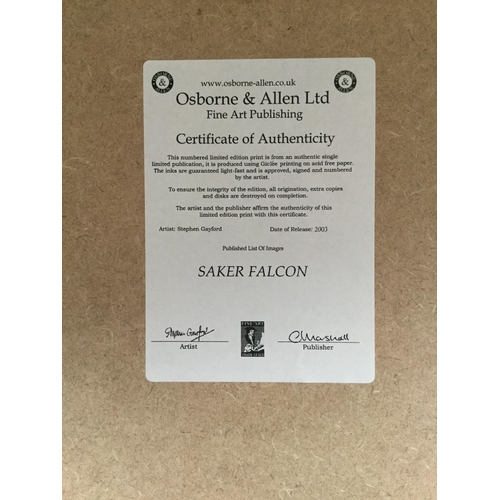 www.osborne-allen.co.uk
Osborne & Allen Ltd
Fine Art Publishing
Certificate of Authenticity
This numbered limited edition print is from an authentic single
limited publication, it is produced using Giclée printing on acid free paper.
The inks are guaranteed light-fast and is approved, signed and numbered
by the artist.
To ensure the integrity of the edition, all origination, extra copies
and disks are destroyed on completion.
The artist and the publisher affirm the authenticity of this
limited edition print with this certificate.
Artist: Stephen Gayford Date of Release: 2003
Published List Of Images
SAKER FALCON
Stephen Gayford
CMarshall
Artist
Publisher
FINE ART